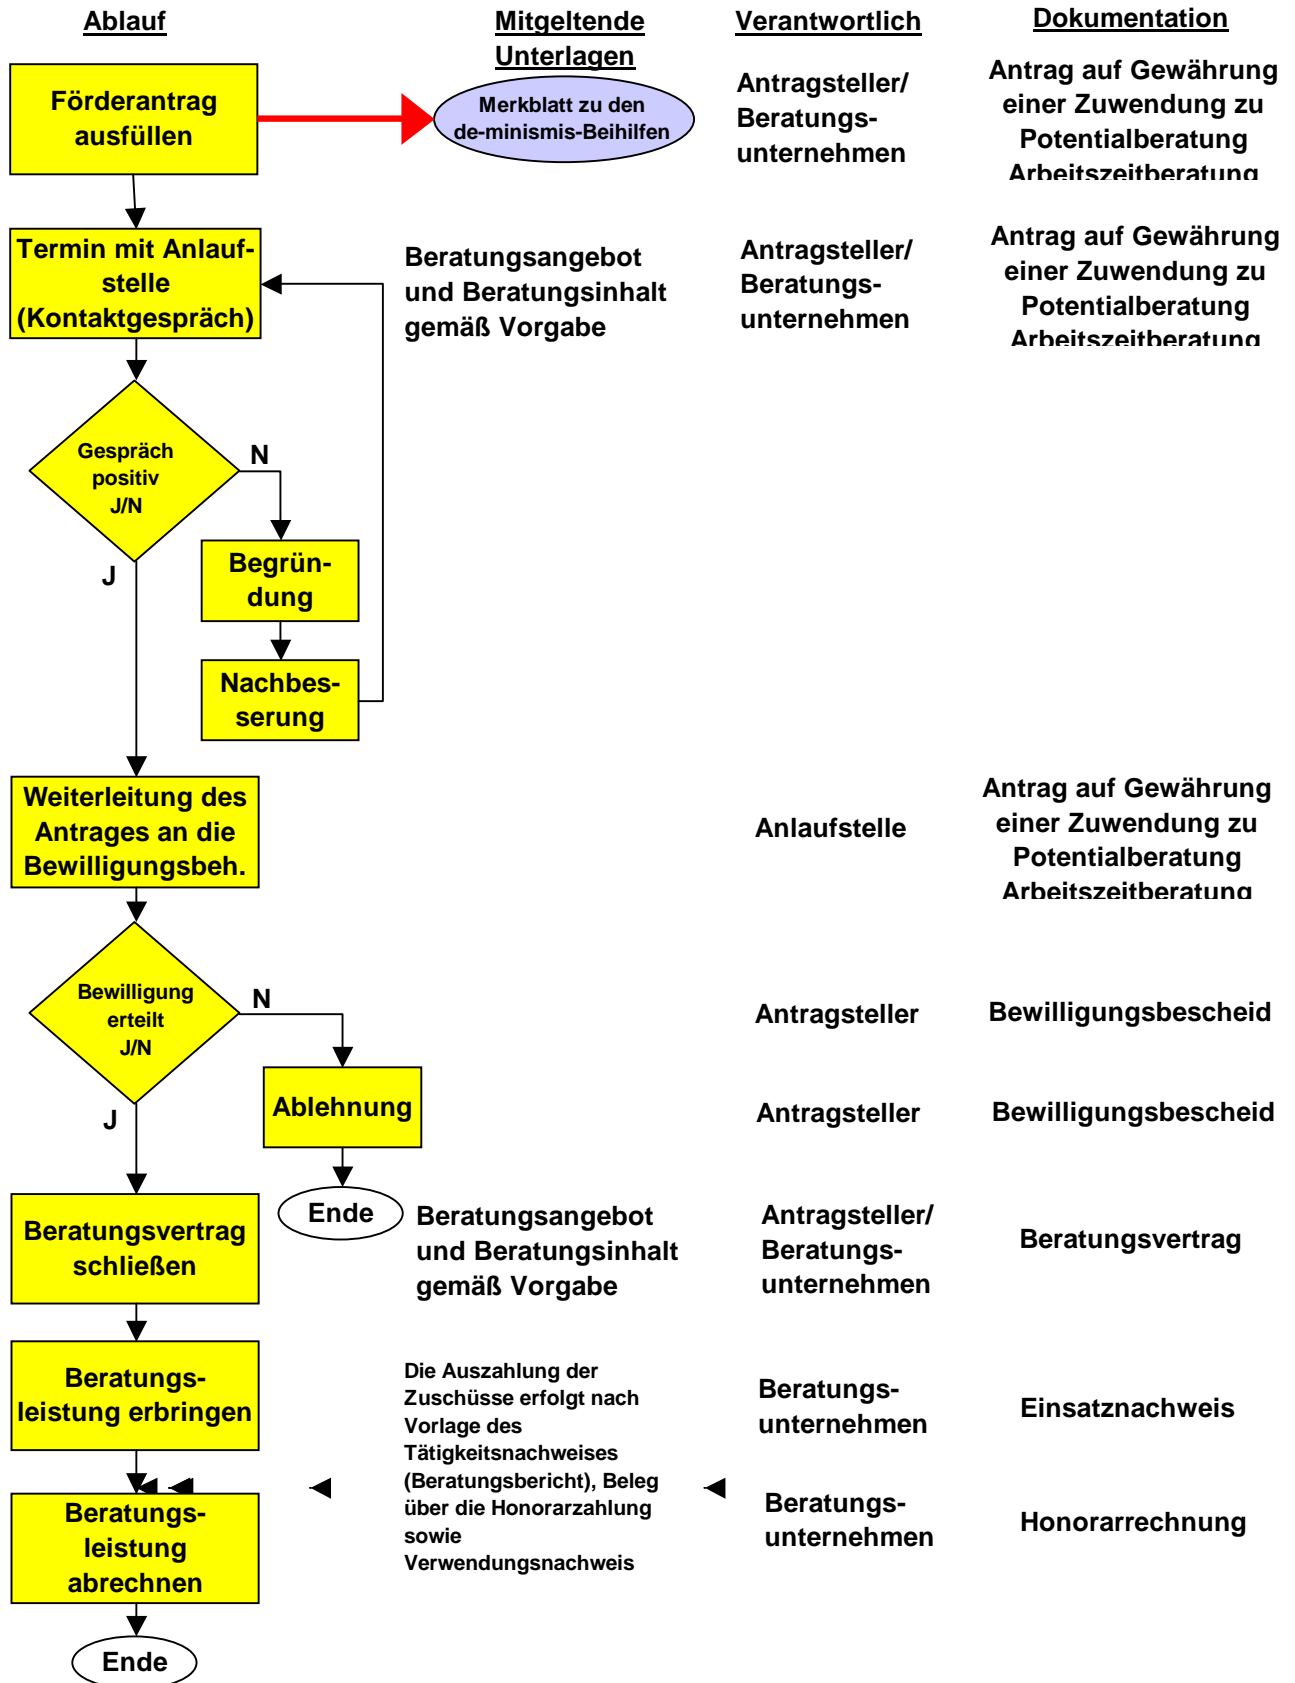 Ablauf
Mitgeltende
Unterlagen
Verantwortlich
Dokumentation
Förderantrag
ausfüllen
Merkblatt zu den
de-minismis-Beihilfen
Antragsteller/
Beratungs-
unternehmen
Antrag auf Gewährung
einer Zuwendung zu
Potentialberatung
Arbeitszeitberatung
Termin mit Anlauf-
stelle
(Kontaktgespräch)
Beratungsangebot
und Beratungsinhalt
gemäß Vorgabe
Antragsteller/
Beratungs-
unternehmen
Antrag auf Gewährung
einer Zuwendung zu
Potentialberatung
Arbeitszeitberatung
Gespräch
positiv
J/N
N
J
Begrün-
dung
Nachbes-
serung
Weiterleitung des
Antrages an die
Bewilligungsbeh.
Anlaufstelle
Antrag auf Gewährung
einer Zuwendung zu
Potentialberatung
Arbeitszeitberatung
Bewilligung
erteilt
J/N
N
J
Antragsteller
Bewilligungsbescheid
Ablehnung
Antragsteller
Bewilligungsbescheid
Ende
Beratungsvertrag
schließen
Beratungsangebot
und Beratungsinhalt
gemäß Vorgabe
Antragsteller/
Beratungs-
unternehmen
Beratungsvertrag
Beratungs-
leistung erbringen
Die Auszahlung der
Zuschüsse erfolgt nach
Vorlage des
Tätigkeitsnachweises
(Beratungsbericht), Beleg
über die Honorarzahlung
sowie
Verwendungsnachweis
Beratungs-
unternehmen
Einsatznachweis
Beratungs-
leistung
abrechnen
Beratungs-
unternehmen
Honorarrechnung
Ende